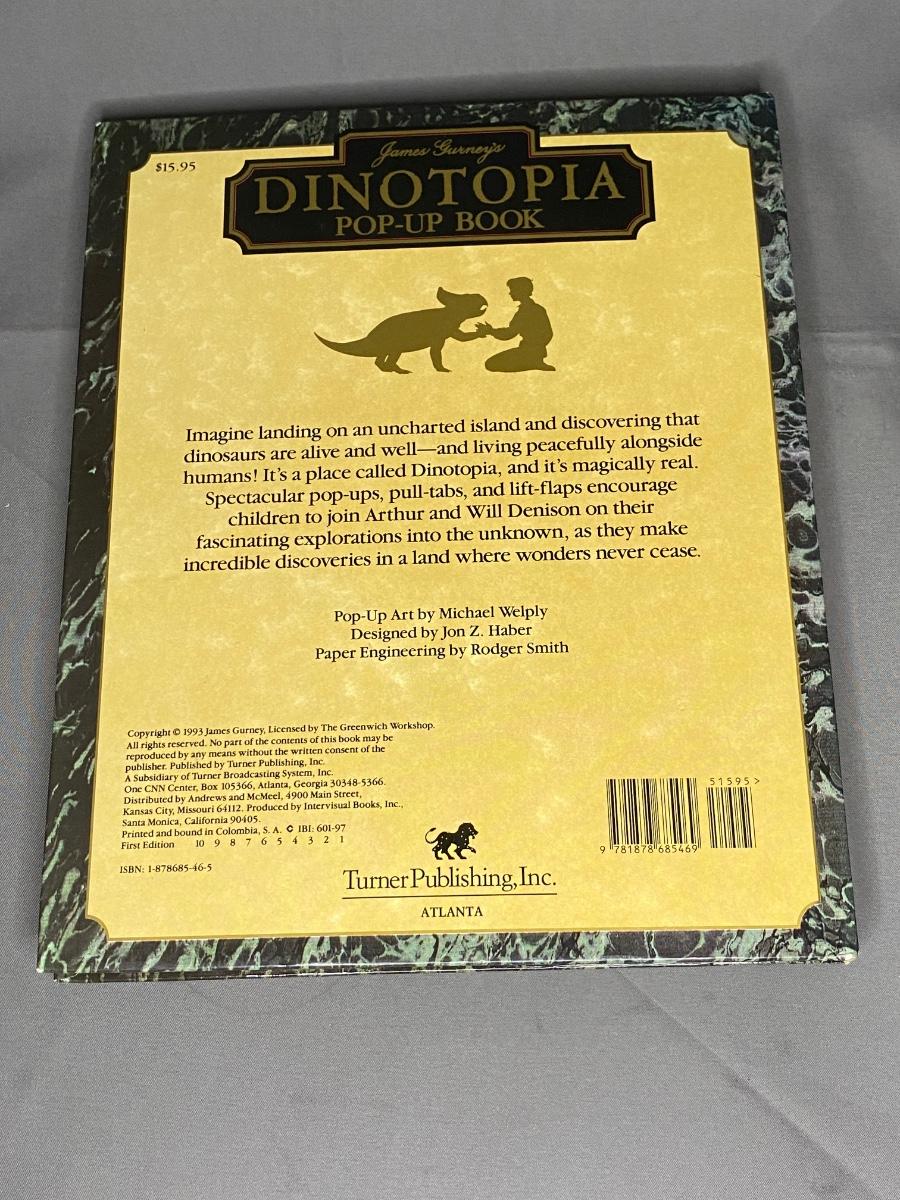 $15.95
James Gurney's
DINOTOPIA
POP-UP BOOK
Imagine landing on an uncharted island and discovering that
dinosaurs are alive and well—and living peacefully alongside
humans! It's a place called Dinotopia, and it's magically real.
Spectacular pop-ups, pull-tabs, and lift-flaps encourage
children to join Arthur and Will Denison on their
fascinating explorations into the unknown, as they make
incredible discoveries in a land where wonders never cease.
Pop-Up Art by Michael Welply
Designed by Jon Z. Haber
Paper Engineering by Rodger Smith
Copyright © 1993 James Gurney, Licensed by The Greenwich Workshop.
All rights reserved. No part of the contents of this book may be
reproduced by any means without the written consent of the
publisher. Published by Turner Publishing, Inc.
A Subsidiary of Turner Broadcasting System, Inc.
One CNN Center, Box 105366, Atlanta, Georgia 30348-5366.
Distributed by Andrews and McMeel, 4900 Main Street,
Kansas City, Missouri 64112. Produced by Intervisual Books, Inc.,
Santa Monica, California 90405.
Printed and bound in Colombia, S. A. © IBI: 601-97
First Edition 10 9 8 7 6 5 4 3 2 1
ISBN: 1-878685-46-5
Turner Publishing, Inc.
ATLANTA
51595>
9 781878 685469